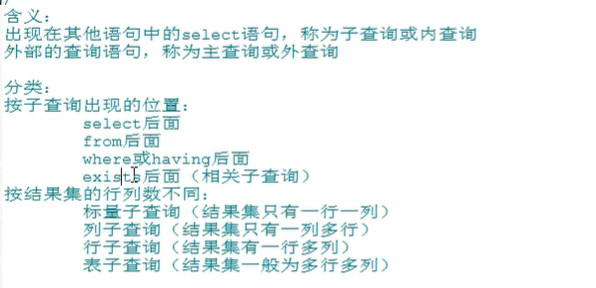 含义：
出现在其他语句中的select语句，称为子查询或内查询
外部的查询语句，称为主查询或外查询
分类：
按子查询出现的位置：
select后面
from后面
where或having后面
exists后面（相关子查询）
按结果集的行列数不同：
标量子查询（结果集只有一行一列）
列子查询（结果集只有一列多行）
行子查询（结果集有一行多列）
表子查询（结果集一般为多行多列）